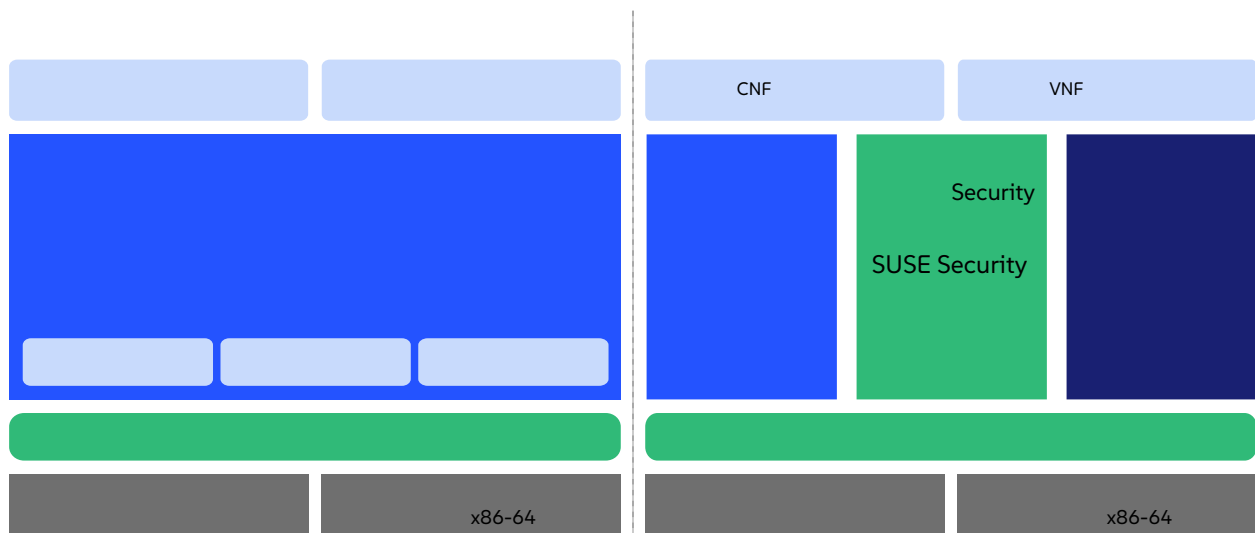 CNF
VNF
Security
SUSE Security
x86-64
x86-64